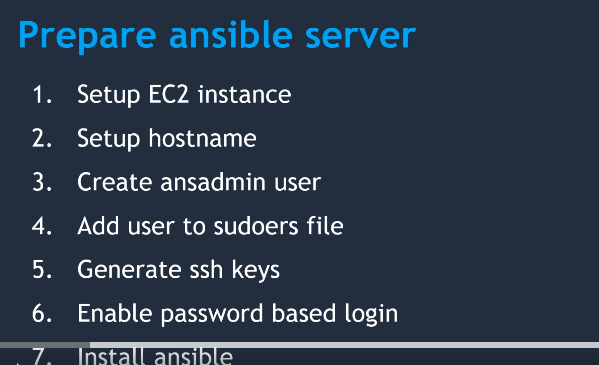 Prepare ansible server
1. Setup EC2 instance
2. Setup hostname
3. Create ansadmin user
4. Add user to sudoers file
5. Generate ssh keys
6. Enable password based login
7. Install ansible